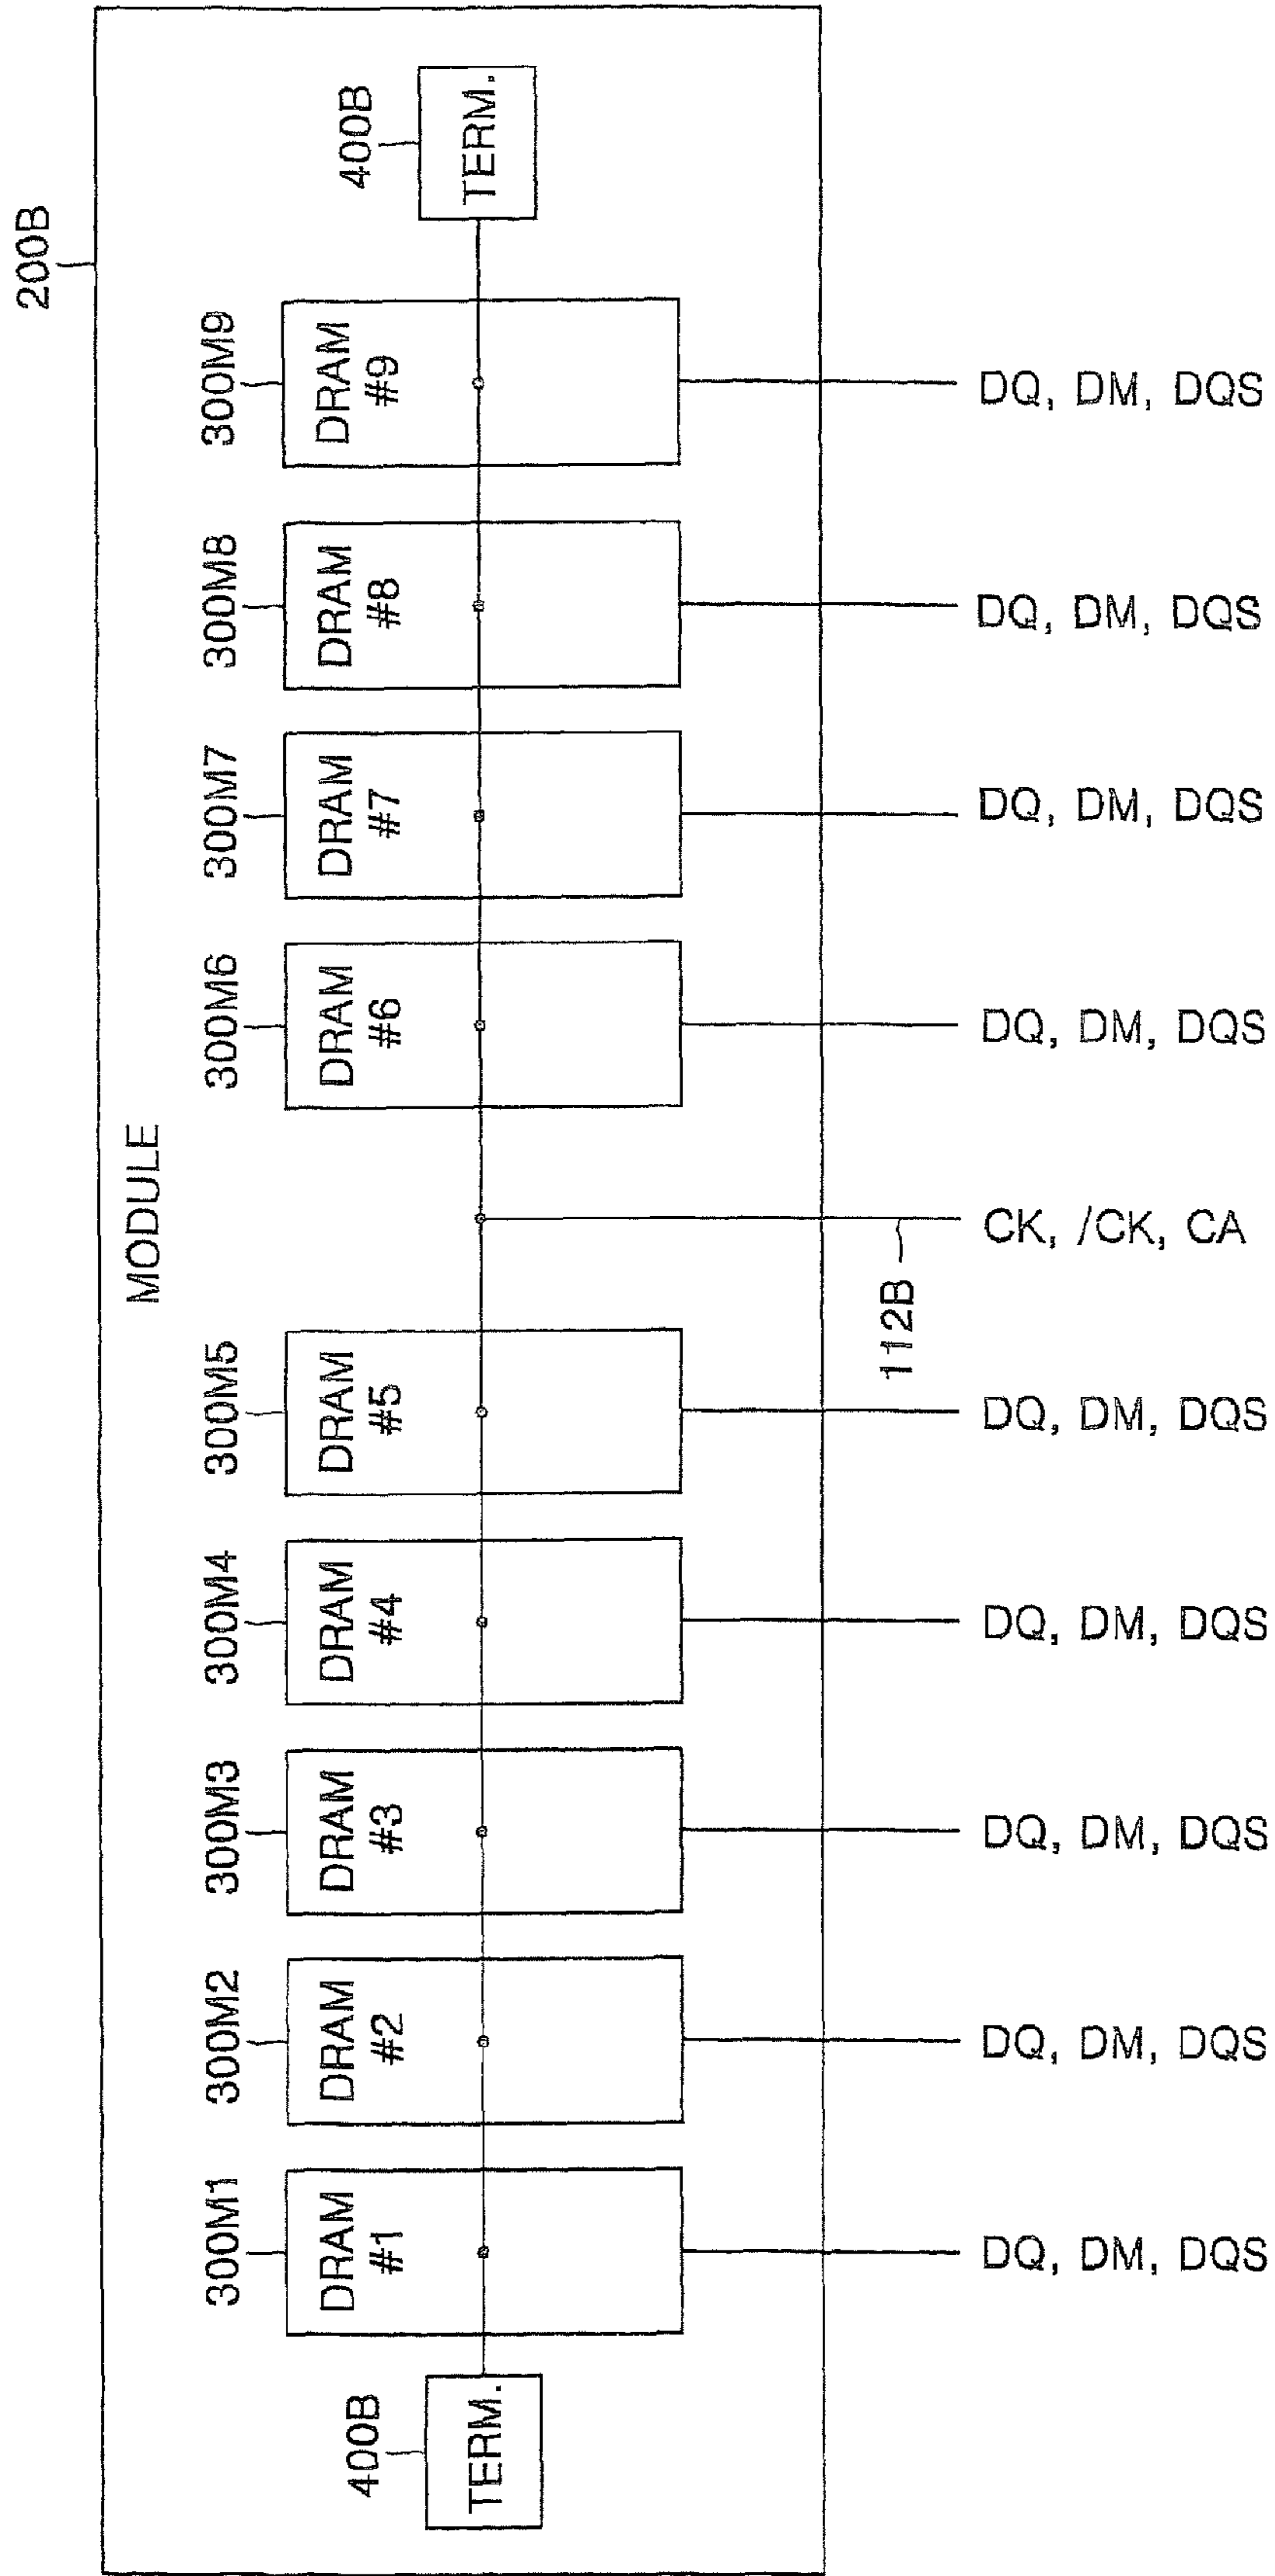 200B
MODULE
400B
TERM.
300M1
DRAM
#1
DQ, DM, DQS
300M2
DRAM
#2
DQ, DM, DQS
300M3
DRAM
#3
DQ, DM, DQS
300M4
DRAM
#4
DQ, DM, DQS
300M5
DRAM
#5
DQ, DM, DQS
112B
CK, /CK, CA
300M6
DRAM
#6
DQ, DM, DQS
300M7
DRAM
#7
DQ, DM, DQS
300M8
DRAM
#8
DQ, DM, DQS
300M9
DRAM
#9
DQ, DM, DQS
400B
TERM.